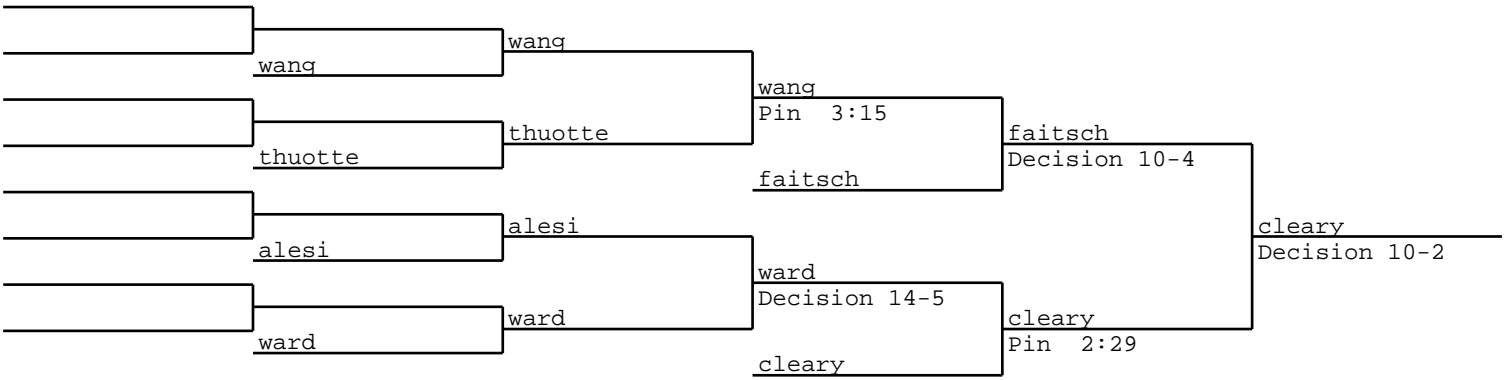 wang
wang
wang
Pin 3:15
thuotte
faitsch
Decision 10-4
thuotte
faitsch
alesi
cleary
alesi
Decision 10-2
ward
Decision 14-5
ward
cleary
ward
Pin 2:29
cleary